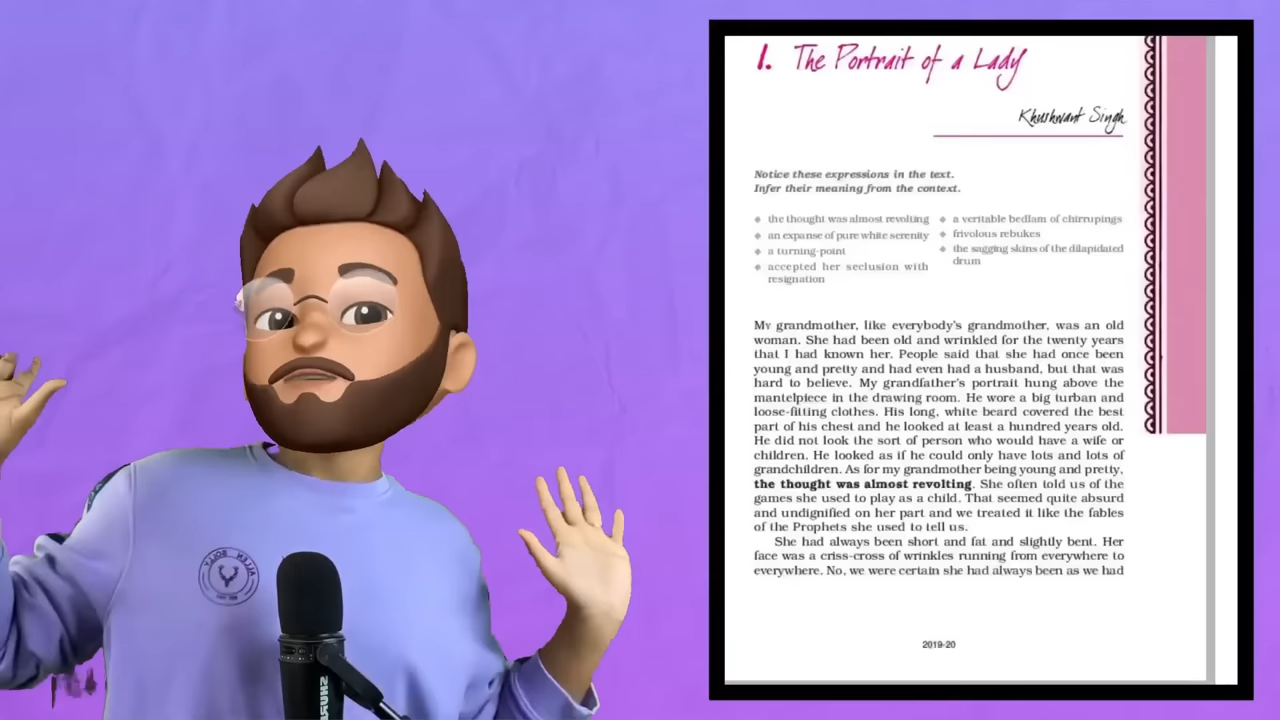 1. The Portrait of a Lady
Khushwant Singh
Notice these expressions in the text.
Infer their meaning from the context.
the thought was almost revolting
an expanse of pure white serenity
a turning-point
accepted her seclusion with
resignation
a veritable bedlam of chirrupings
frivolous rebukes
the sagging skins of the dilapidated
drum
My grandmother, like everybody's grandmother, was an old
woman. She had been old and wrinkled for the twenty years
that I had known her. People said that she had once been
young and pretty and had even had a husband, but that was
hard to believe. My grandfather's portrait hung above the
mantelpiece in the drawing room. He wore a big turban and
loose-fitting clothes. His long, white beard covered the best
part of his chest and he looked at least a hundred years old.
He did not look the sort of person who would have a wife or
children. He looked as if he could only have lots and lots of
grandchildren. As for my grandmother being young and pretty,
the thought was almost revolting. She often told us of the
games she used to play as a child. That seemed quite absurd
and undignified on her part and we treated it like the fables
of the Prophets she used to tell us.
She had always been short and fat and slightly bent. Her
face was a criss-cross of wrinkles running from everywhere to
everywhere. No, we were certain she had always been as we had
2019-20
ALLEN SOLLY
SHURE